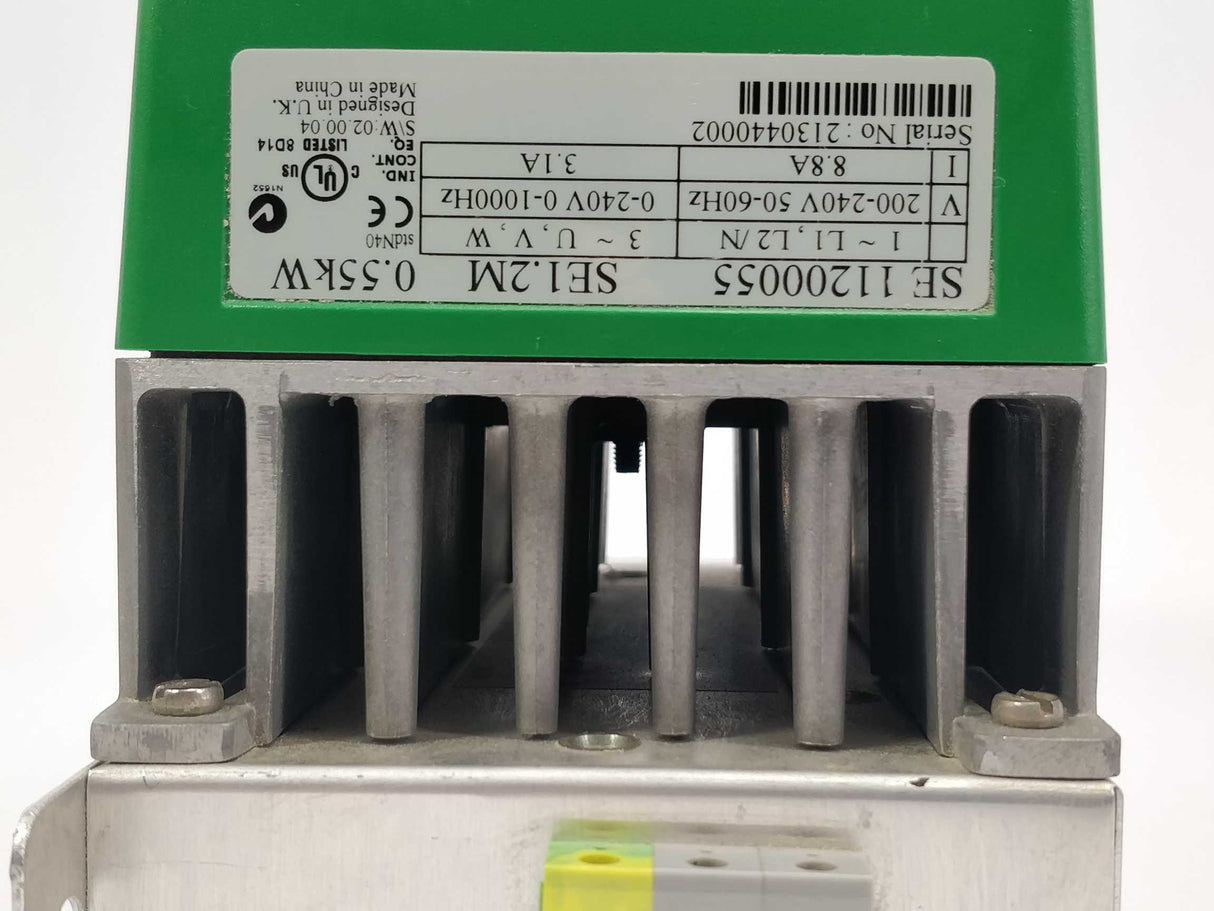 SE 11200055 SE1.2M 0.55kW
1 ~ L1, L2/N 3 ~ U, V, W
V 200-240V 50-60Hz 0-240V 0-1000Hz
I 8.8A 3.1A
Serial No : 2130440002
stdN40
CE
N1652
IND.
CONT.
EQ.
C UL US
LISTED 8D14
S\W:02.00.04
Designed in U.K.
Made in China